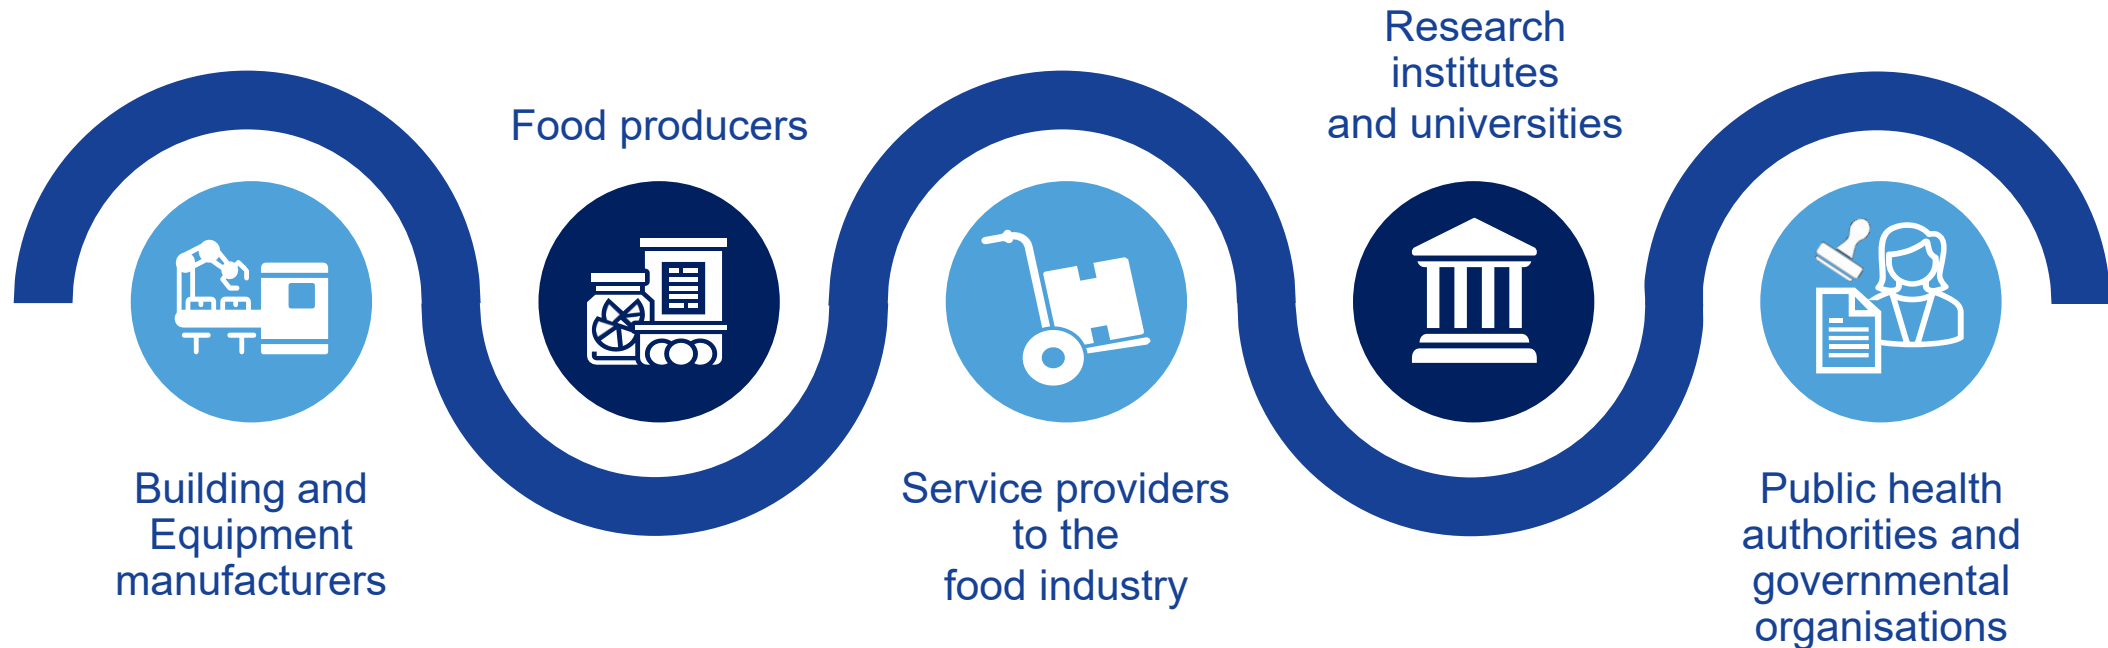 Building and
Equipment
manufacturers
Food producers
Service providers
to the
food industry
Research
institutes
and universities
Public health
authorities and
governmental
organisations